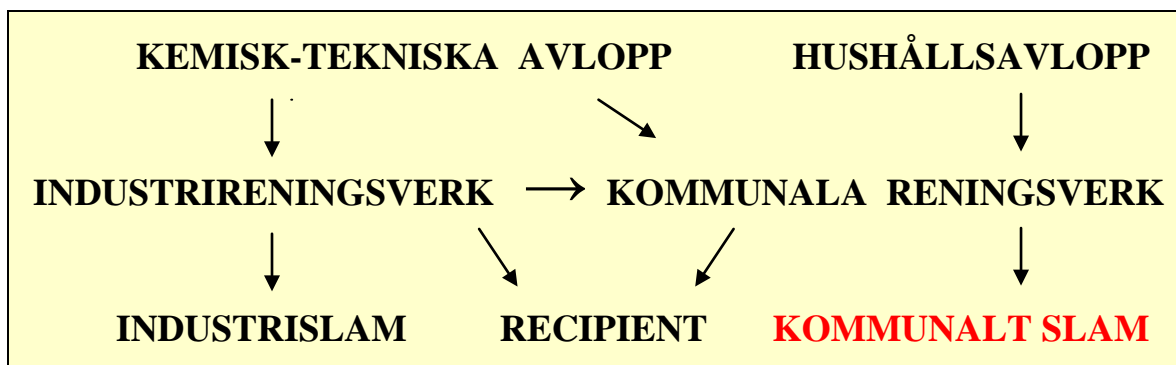 KEMISK-TEKNISKA AVLOPP HUSHÅLLSAVLOPP
INDUSTRIRENINGSVERK → KOMMUNALA RENINGSVERK
INDUSTRISLAM RECIPIENT KOMMUNALT SLAM